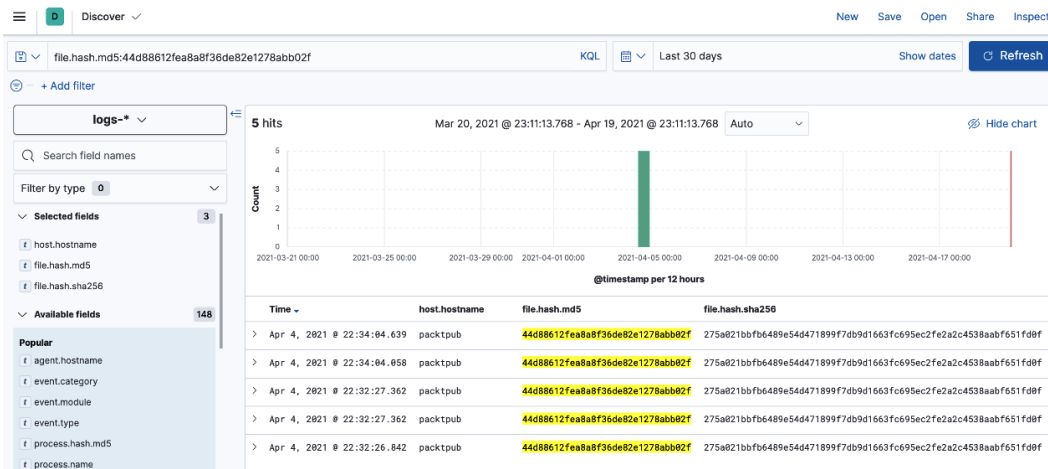 D Discover
New Save Open Share Inspect
file.hash.md5:44d88612fea8a8f36de82e1278abb02f KQL Last 30 days Show dates Refresh
+ Add filter
logs-*
5 hits Mar 20, 2021 @ 23:11:13.768 - Apr 19, 2021 @ 23:11:13.768 Auto Hide chart
Search field names
Filter by type 0
Selected fields 3
t host.hostname
t file.hash.md5
t file.hash.sha256
Available fields 148
Popular
t agent.hostname
t event.category
t event.module
t event.type
t process.hash.md5
t process.name
Count
5
4
3
2
1
0
2021-03-21 00:00 2021-03-25 00:00 2021-03-29 00:00 2021-04-01 00:00 2021-04-05 00:00 2021-04-09 00:00 2021-04-13 00:00 2021-04-17 00:00
@timestamp per 12 hours
Time host.hostname file.hash.md5 file.hash.sha256
Apr 4, 2021 @ 22:34:04.639 packtpub 44d88612fea8a8f36de82e1278abb02f 275a021bbfb6489e54d471899f7db9d1663fc695ec2fe2a2c4538aabf651fd0f
Apr 4, 2021 @ 22:34:04.058 packtpub 44d88612fea8a8f36de82e1278abb02f 275a021bbfb6489e54d471899f7db9d1663fc695ec2fe2a2c4538aabf651fd0f
Apr 4, 2021 @ 22:32:27.362 packtpub 44d88612fea8a8f36de82e1278abb02f 275a021bbfb6489e54d471899f7db9d1663fc695ec2fe2a2c4538aabf651fd0f
Apr 4, 2021 @ 22:32:27.362 packtpub 44d88612fea8a8f36de82e1278abb02f 275a021bbfb6489e54d471899f7db9d1663fc695ec2fe2a2c4538aabf651fd0f
Apr 4, 2021 @ 22:32:26.842 packtpub 44d88612fea8a8f36de82e1278abb02f 275a021bbfb6489e54d471899f7db9d1663fc695ec2fe2a2c4538aabf651fd0f